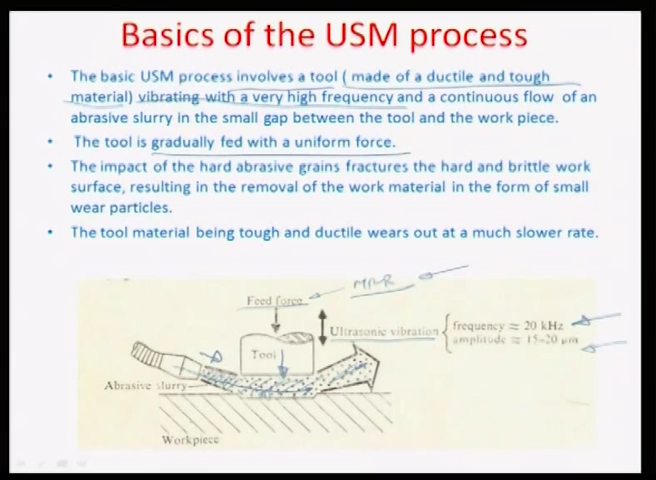 Basics of the USM process
• The basic USM process involves a tool ( made of a ductile and tough
material) vibrating with a very high frequency and a continuous flow of an
abrasive slurry in the small gap between the tool and the work piece.
• The tool is gradually fed with a uniform force.
• The impact of the hard abrasive grains fractures the hard and brittle work
surface, resulting in the removal of the work material in the form of small
wear particles.
• The tool material being tough and ductile wears out at a much slower rate.
MRR
Feed force
Ultrasonic vibration
frequency ≈ 20 kHz
amplitude ≈ 15-20 µm
Tool
Abrasive slurry
Workpiece